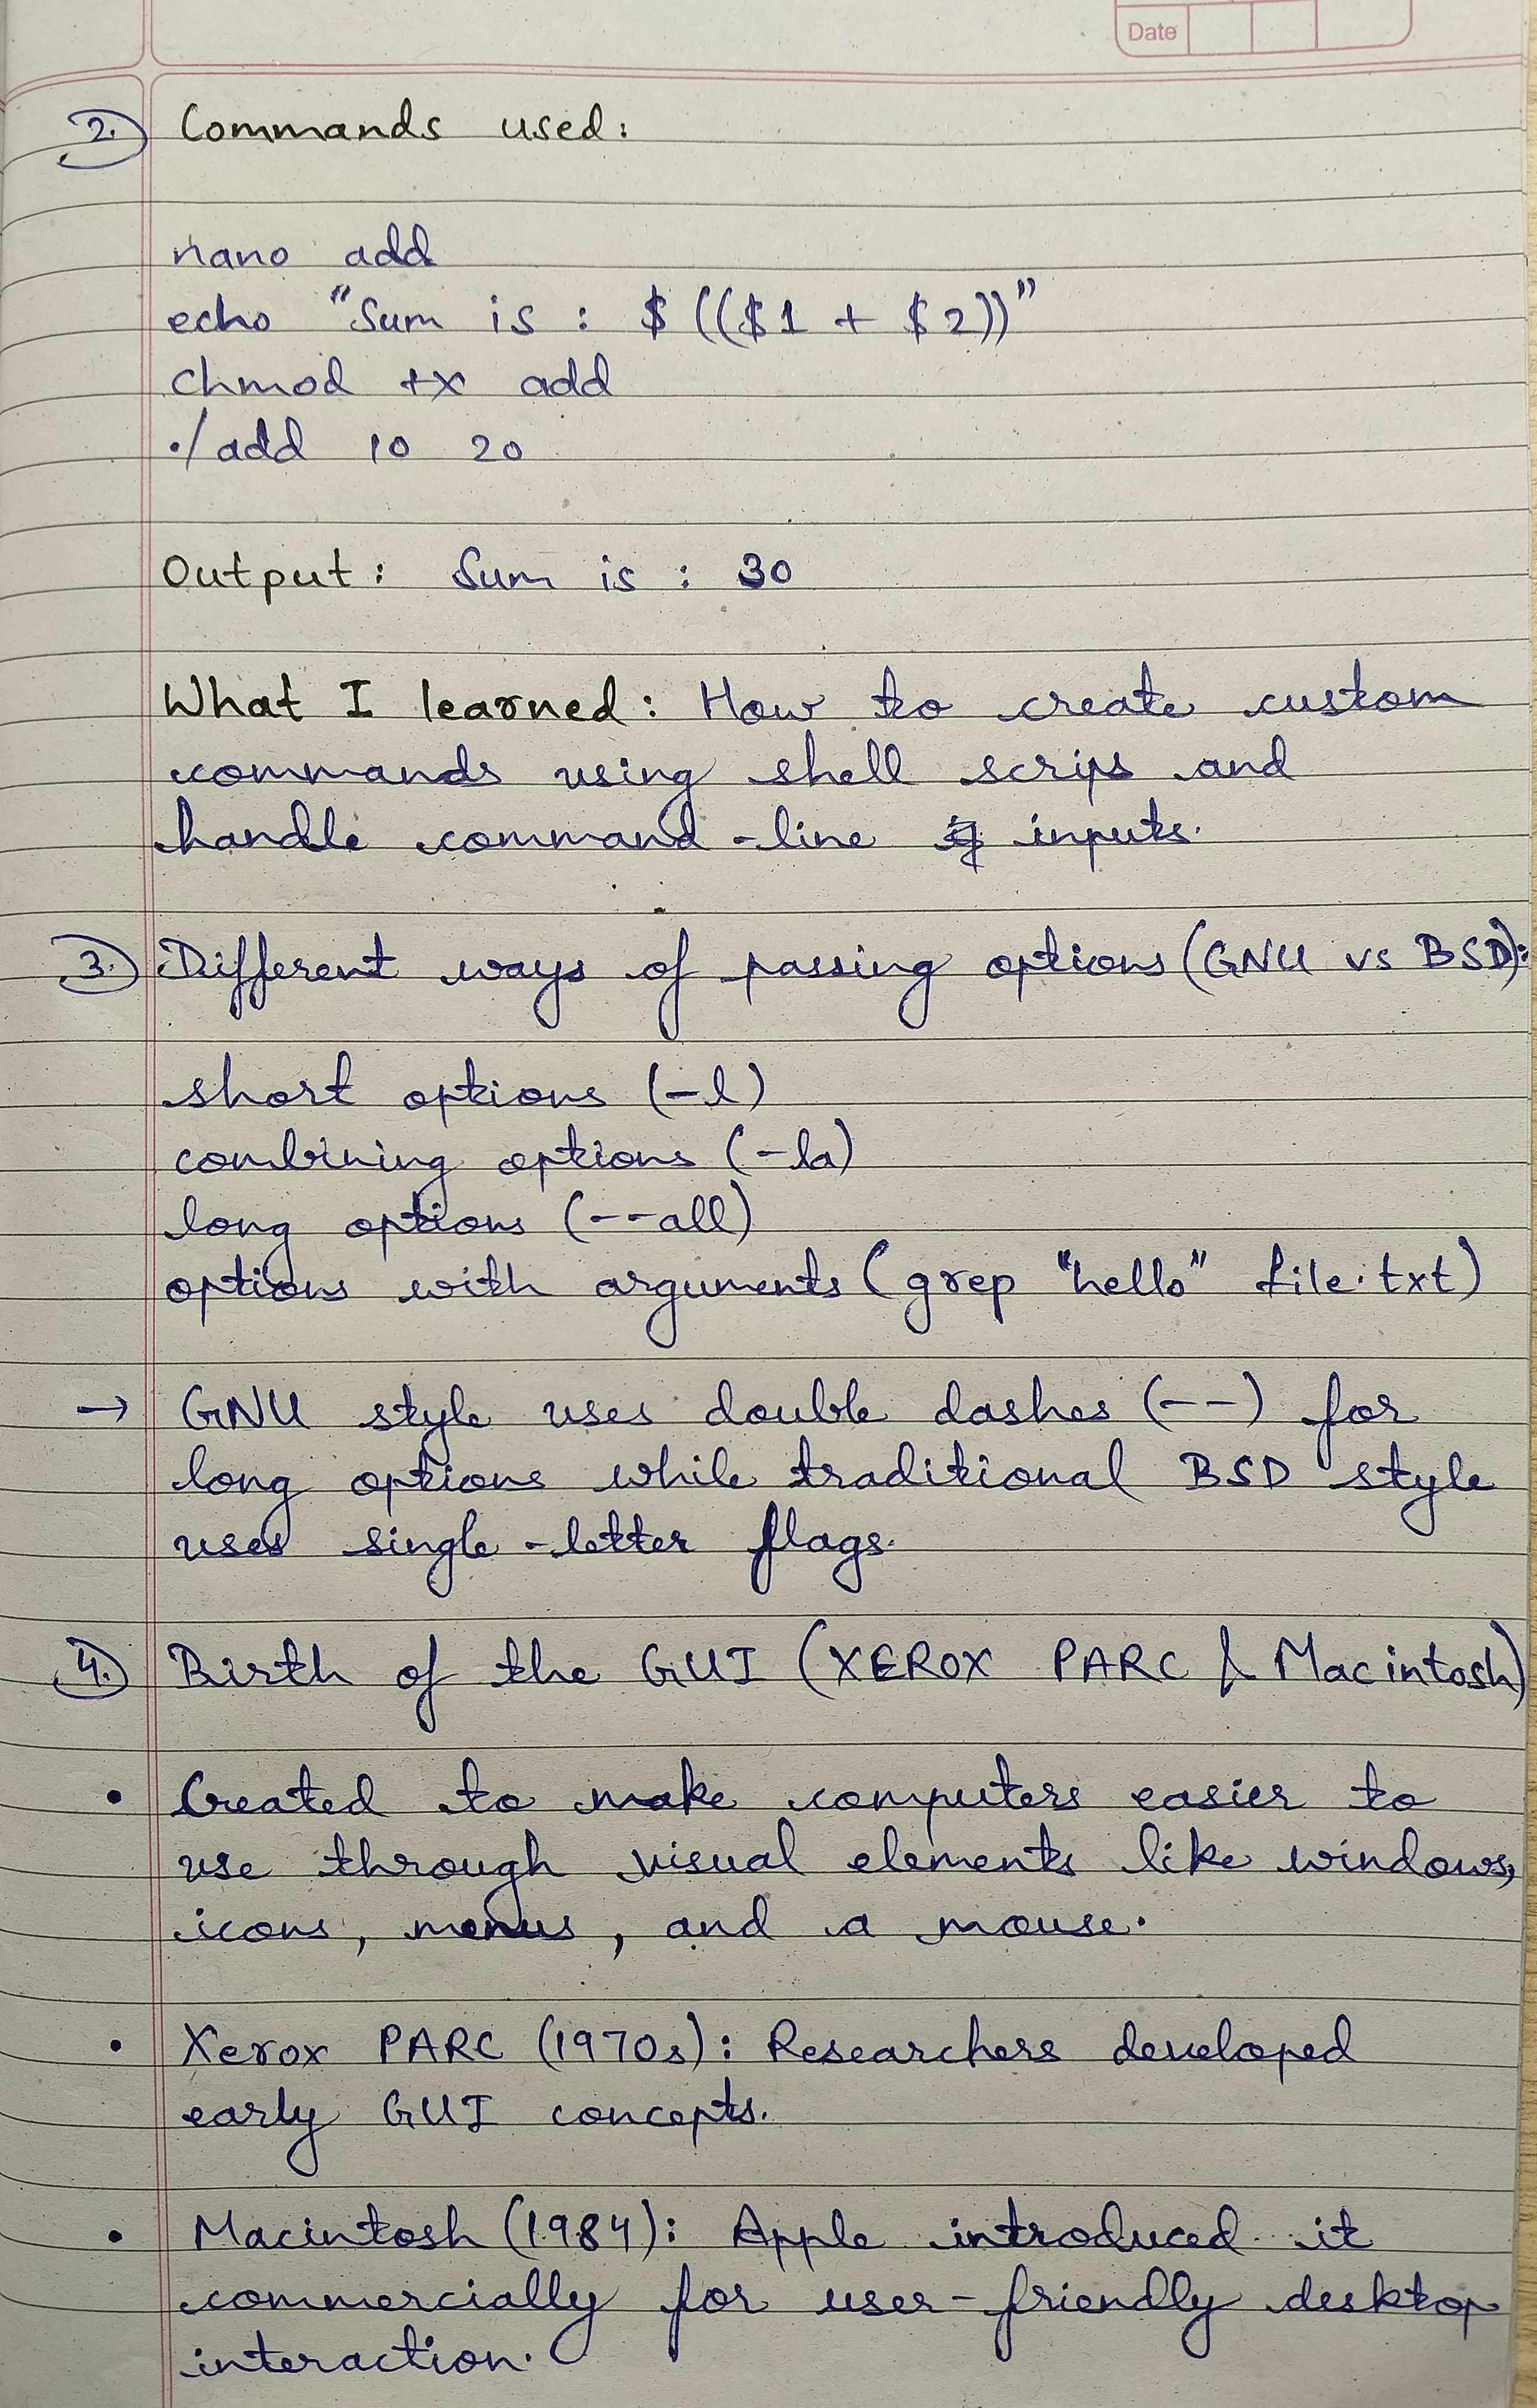 Date
2. Commands used:
nano add
echo "Sum is : $(($1 + $2))"
chmod +x add
./add 10 20
Output: Sum is : 30
What I learned: How to create custom
commands using shell scrips and
handle command-line inputs.
3. Different ways of passing options (GNU vs BSD):
short options (-l)
combining options (-la)
long options (--all)
options with arguments (grep "hello" file.txt)
→ GNU style uses double dashes (--) for
long options while traditional BSD style
uses single-letter flags.
4. Birth of the GUI (XEROX PARC & Macintosh)
• Created to make computers easier to
use through visual elements like windows,
icons, menus, and a mouse.
• Xerox PARC (1970s): Researchers developed
early GUI concepts.
• Macintosh (1984): Apple introduced it
commercially for user-friendly desktop
interaction.